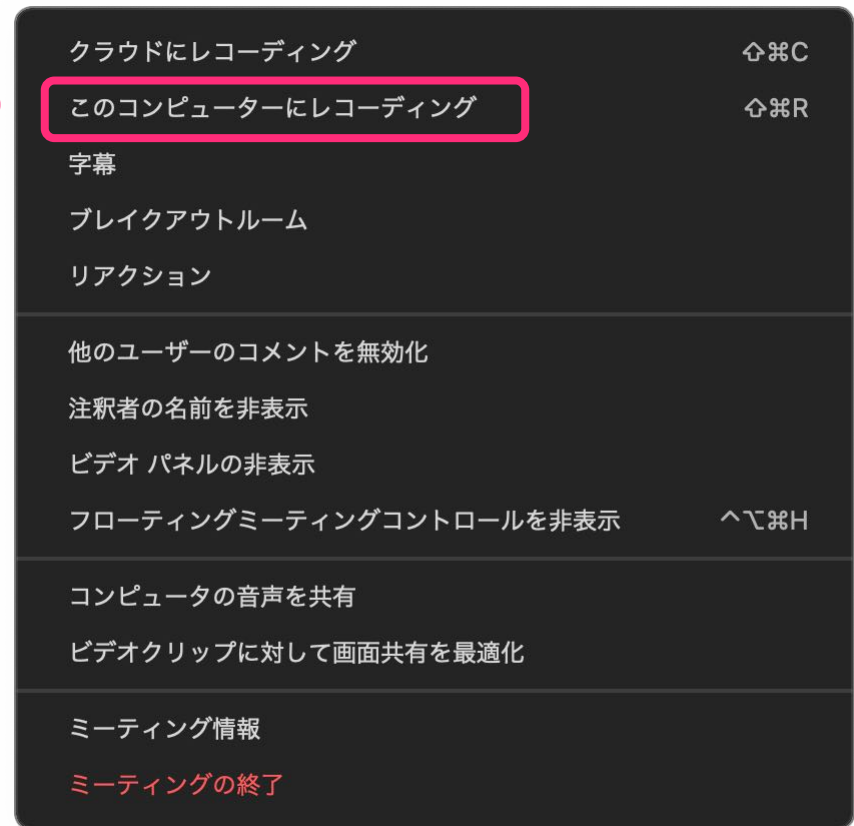 クラウドにレコーディング ⇧⌘C
このコンピューターにレコーディング ⇧⌘R
字幕
ブレイクアウトルーム
リアクション
他のユーザーのコメントを無効化
注釈者の名前を非表示
ビデオ パネルの非表示
フローティングミーティングコントロールを非表示 ^⌥⌘H
コンピュータの音声を共有
ビデオクリップに対して画面共有を最適化
ミーティング情報
ミーティングの終了